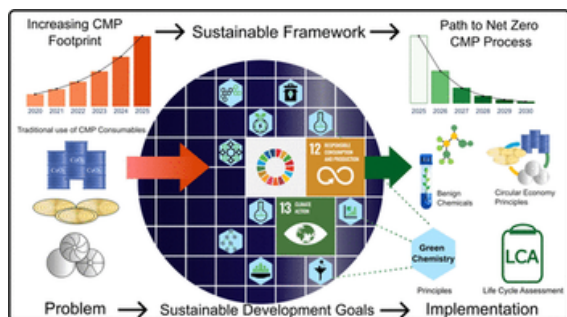 Increasing CMP
Footprint
Sustainable Framework
Path to Net Zero
CMP Process
2020 2021 2022 2023 2024 2025
2025 2026 2027 2028 2029 2030
Traditional use of CMP Consumables
12 RESPONSIBLE
CONSUMPTION
AND PRODUCTION
13 CLIMATE
ACTION
Benign
Chemicals
Circular Economy
Principles
Green
Chemistry
Principles
LCA
Life Cycle Assessment
Problem
Sustainable Development Goals
Implementation